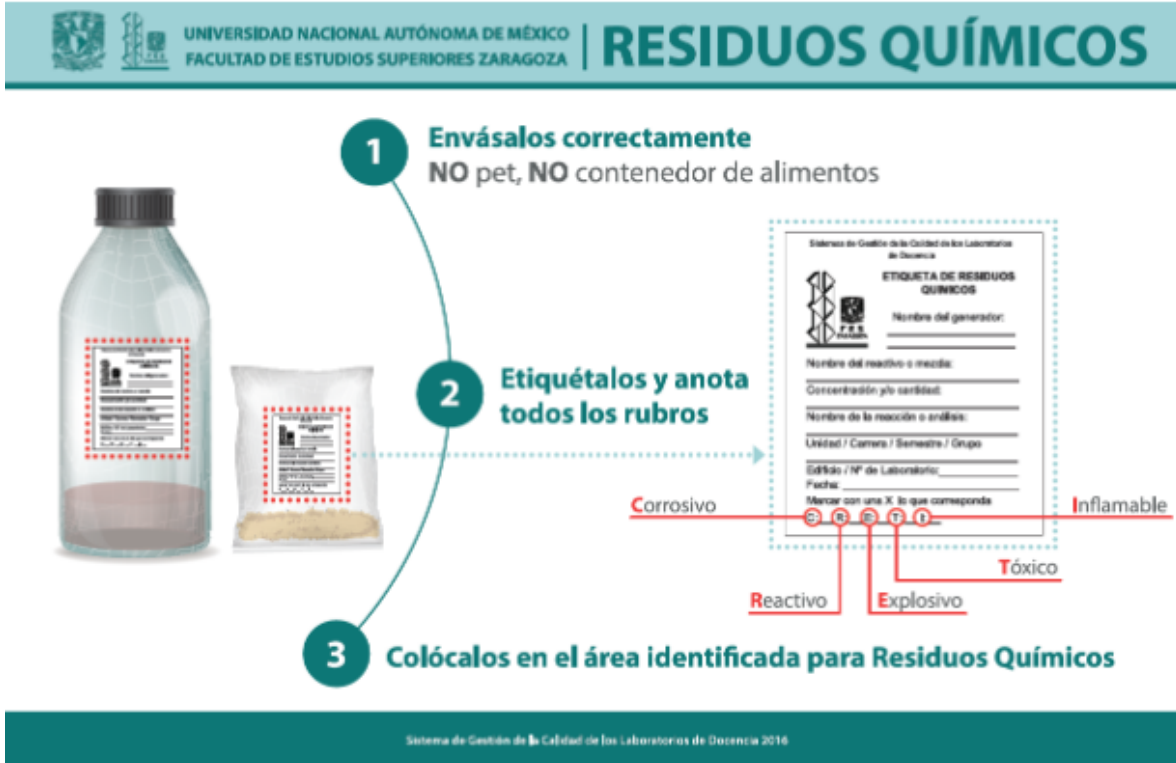 UNIVERSIDAD NACIONAL AUTÓNOMA DE MÉXICO
FACULTAD DE ESTUDIOS SUPERIORES ZARAGOZA
RESIDUOS QUÍMICOS
1
Envásalos correctamente
NO pet, NO contenedor de alimentos
2
Etiquétalos y anota
todos los rubros
Sistemas de Gestión de la Calidad de los Laboratorios
de Docencia
ETIQUETA DE RESIDUOS
QUIMICOS
Nombre del generador:
FES
ZARAGOZA
Nombre del reactivo o mezcla:
Concentración y/o cantidad:
Nombre de la reacción o análisis:
Unidad / Carrera / Semestre / Grupo
Edificio / Nº de Laboratorio:
Fecha:
Marcar con una X lo que corresponda
C R E T I
Corrosivo
Inflamable
Tóxico
Reactivo
Explosivo
3
Colócalos en el área identificada para Residuos Químicos
Sistema de Gestión de la Calidad de los Laboratorios de Docencia 2016